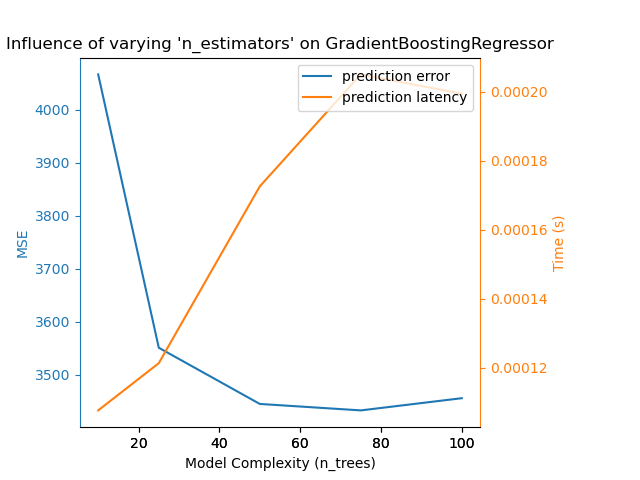 Influence of varying 'n_estimators' on GradientBoostingRegressor
prediction error
prediction latency
4000
3900
3800
3700
3600
3500
MSE
0.00020
0.00018
0.00016
0.00014
0.00012
Time (s)
20 40 60 80 100
Model Complexity (n_trees)